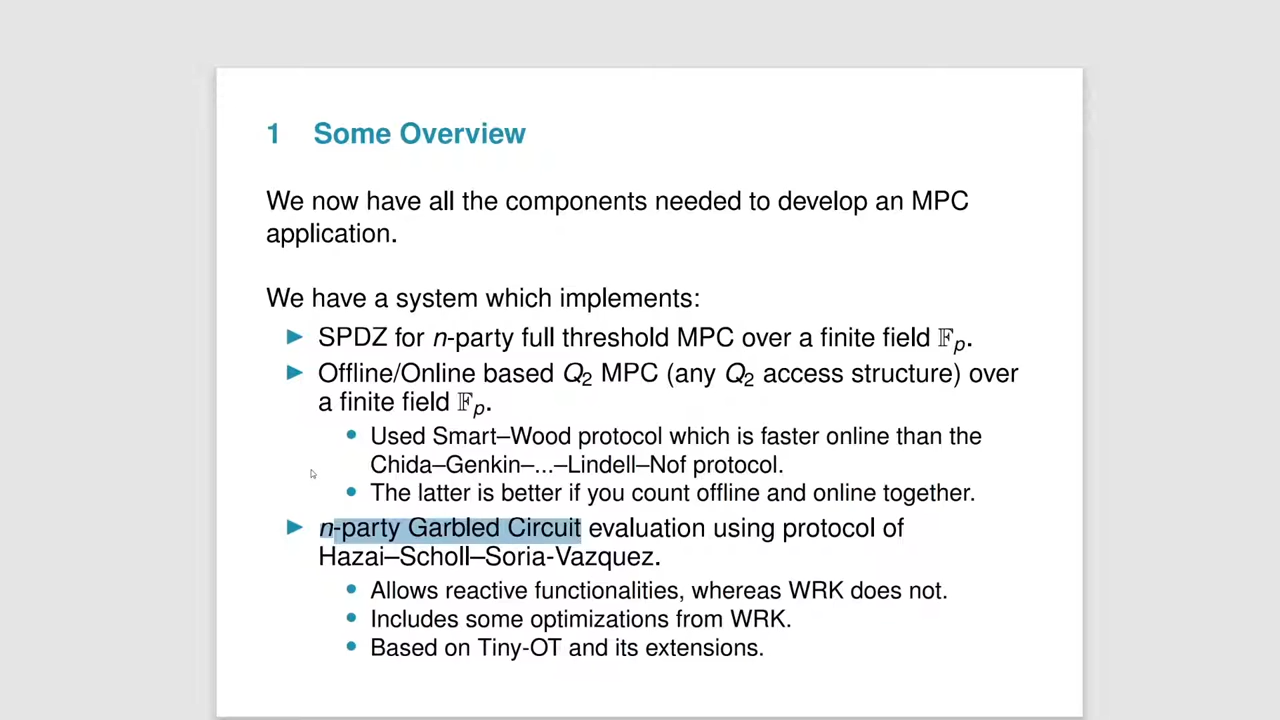 1 Some Overview
We now have all the components needed to develop an MPC
application.
We have a system which implements:
► SPDZ for n-party full threshold MPC over a finite field 𝔽p.
► Offline/Online based Q2 MPC (any Q2 access structure) over
a finite field 𝔽p.
• Used Smart–Wood protocol which is faster online than the
Chida–Genkin–...–Lindell–Nof protocol.
• The latter is better if you count offline and online together.
► n-party Garbled Circuit evaluation using protocol of
Hazai–Scholl–Soria-Vazquez.
• Allows reactive functionalities, whereas WRK does not.
• Includes some optimizations from WRK.
• Based on Tiny-OT and its extensions.